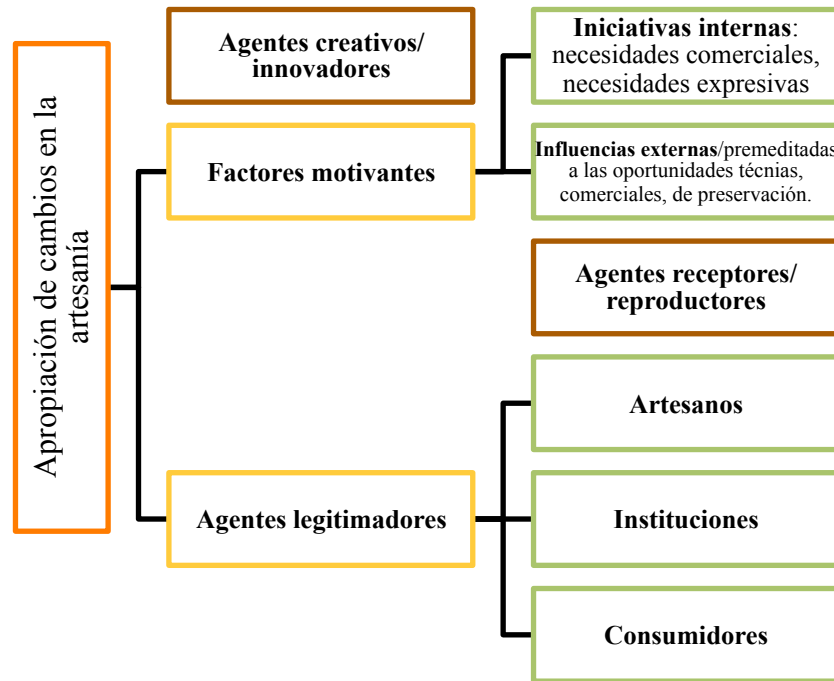 Apropiación de cambios en la
artesanía
Agentes creativos/
innovadores
Factores motivantes
Iniciativas internas:
necesidades comerciales,
necesidades expresivas
Influencias externas/premeditadas
a las oportunidades técnias,
comerciales, de preservación.
Agentes receptores/
reproductores
Agentes legitimadores
Artesanos
Instituciones
Consumidores